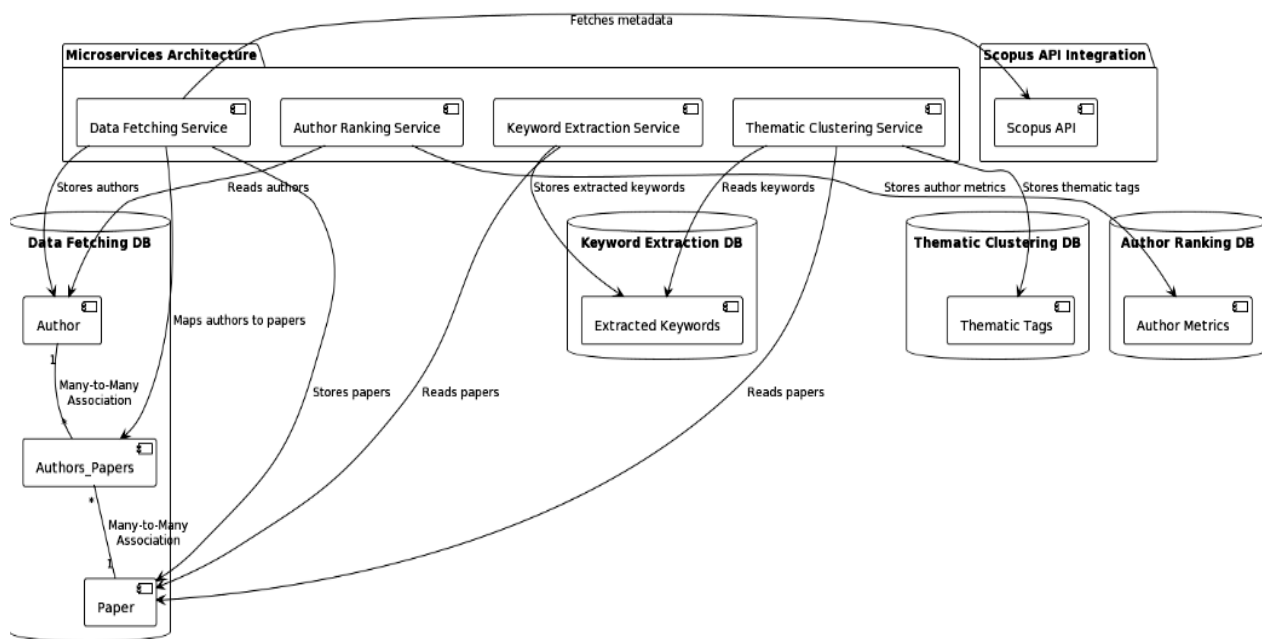 Fetches metadata
Microservices Architecture
Scopus API Integration
Data Fetching Service
Author Ranking Service
Keyword Extraction Service
Thematic Clustering Service
Scopus API
Stores authors
Reads authors
Stores extracted keywords
Reads keywords
Stores author metrics
Stores thematic tags
Data Fetching DB
Keyword Extraction DB
Thematic Clustering DB
Author Ranking DB
Author
Maps authors to papers
Extracted Keywords
Thematic Tags
Author Metrics
1
Many-to-Many
Association
*
Stores papers
Reads papers
Reads papers
Authors_Papers
*
Many-to-Many
Association
1
Paper